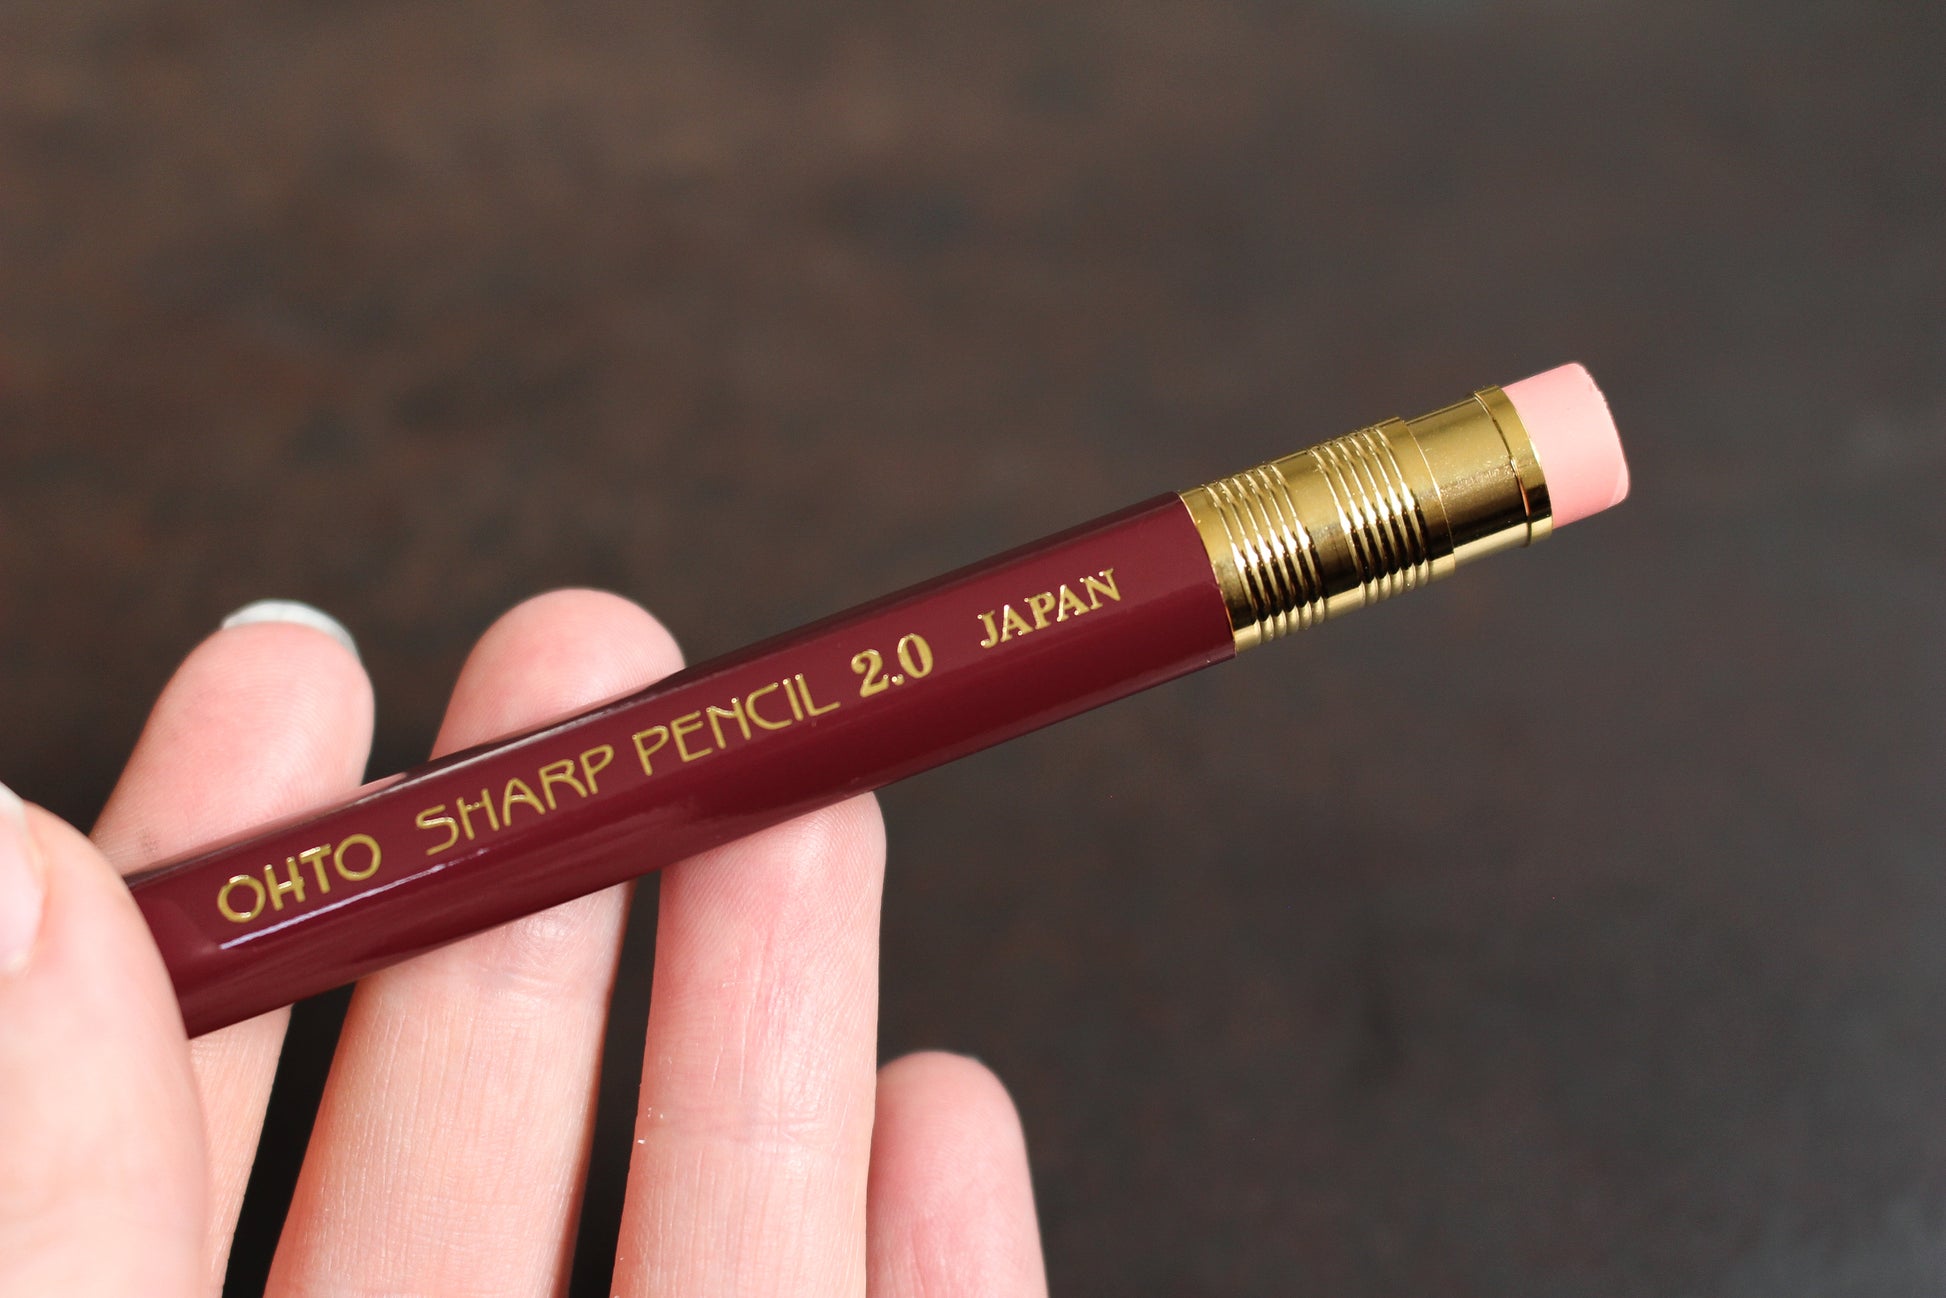 OHTO SHARP PENCIL 2.0 JAPAN